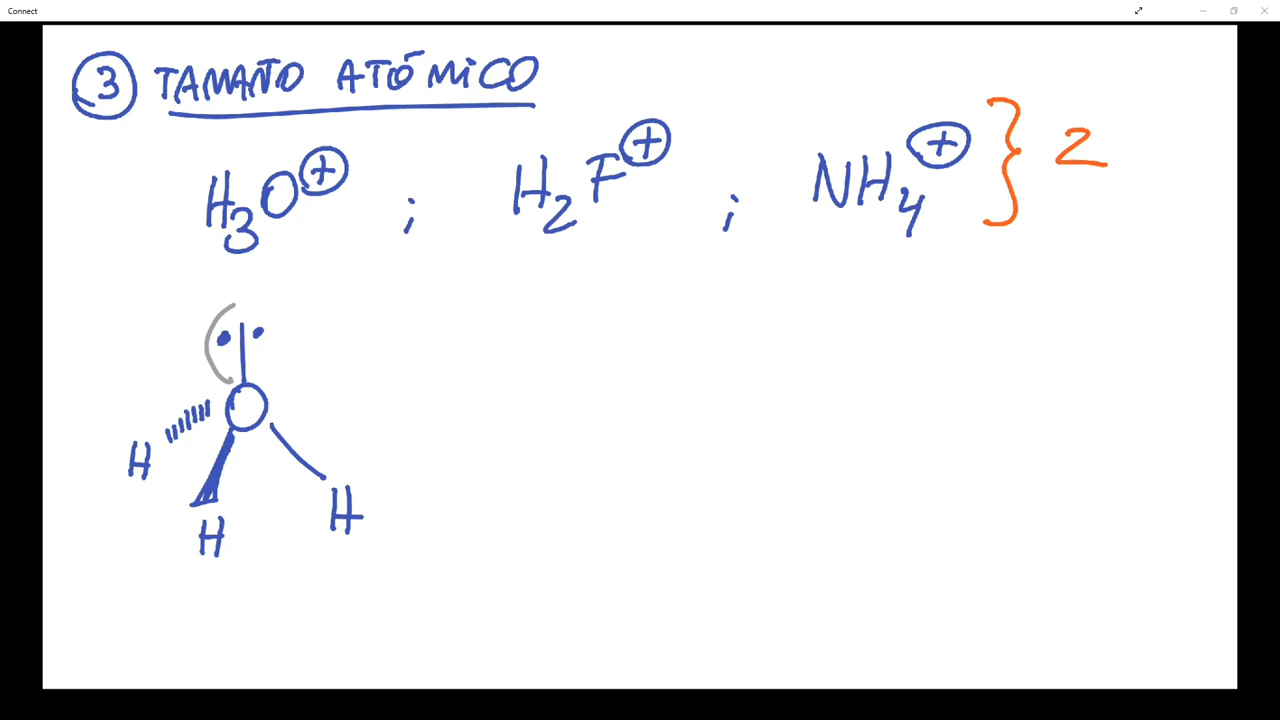 Connect
3 TAMAÑO ATÓMICO
H₃O⁺ ; H₂F⁺ ; NH₄⁺ } 2
O
H
H
H